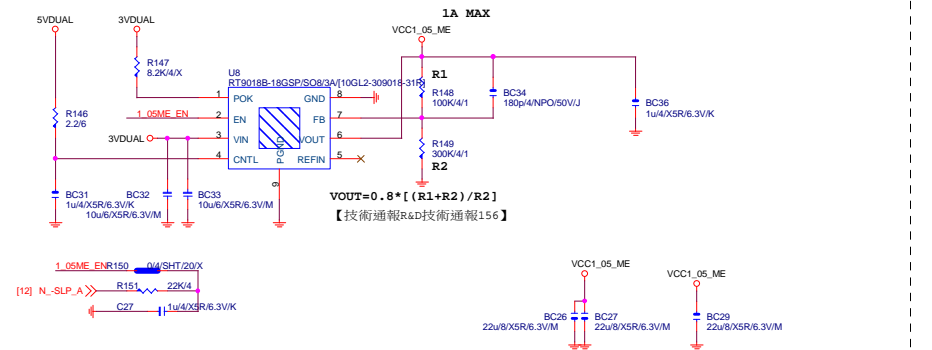 1A MAX
5VDUAL
3VDUAL
VCC1_05_ME
R147
8.2K/4/X
U8
RT9018B-18GSP/SO8/3A/[10GL2-309018-31R]
R1
R148
100K/4/1
BC34
180p/4/NPO/50V/J
BC36
1u/4/X5R/6.3V/K
R146
2.2/6
1_05ME_EN
3VDUAL
1 POK GND 8
2 EN FB 7
3 VIN VOUT 6
4 CNTL REFIN 5
PGND
9
R149
300K/4/1
R2
BC31
1u/4/X5R/6.3V/K
BC32
10u/6/X5R/6.3V/M
BC33
10u/6/X5R/6.3V/M
VOUT=0.8*[(R1+R2)/R2]
【技術通報R&D技術通報156】
1_05ME_EN R150 0/4/SHT/20/X
[12] N_-SLP_A R151 22K/4
C27 1u/4/X5R/6.3V/K
VCC1_05_ME
VCC1_05_ME
BC26
22u/8/X5R/6.3V/M
BC27
22u/8/X5R/6.3V/M
BC29
22u/8/X5R/6.3V/M